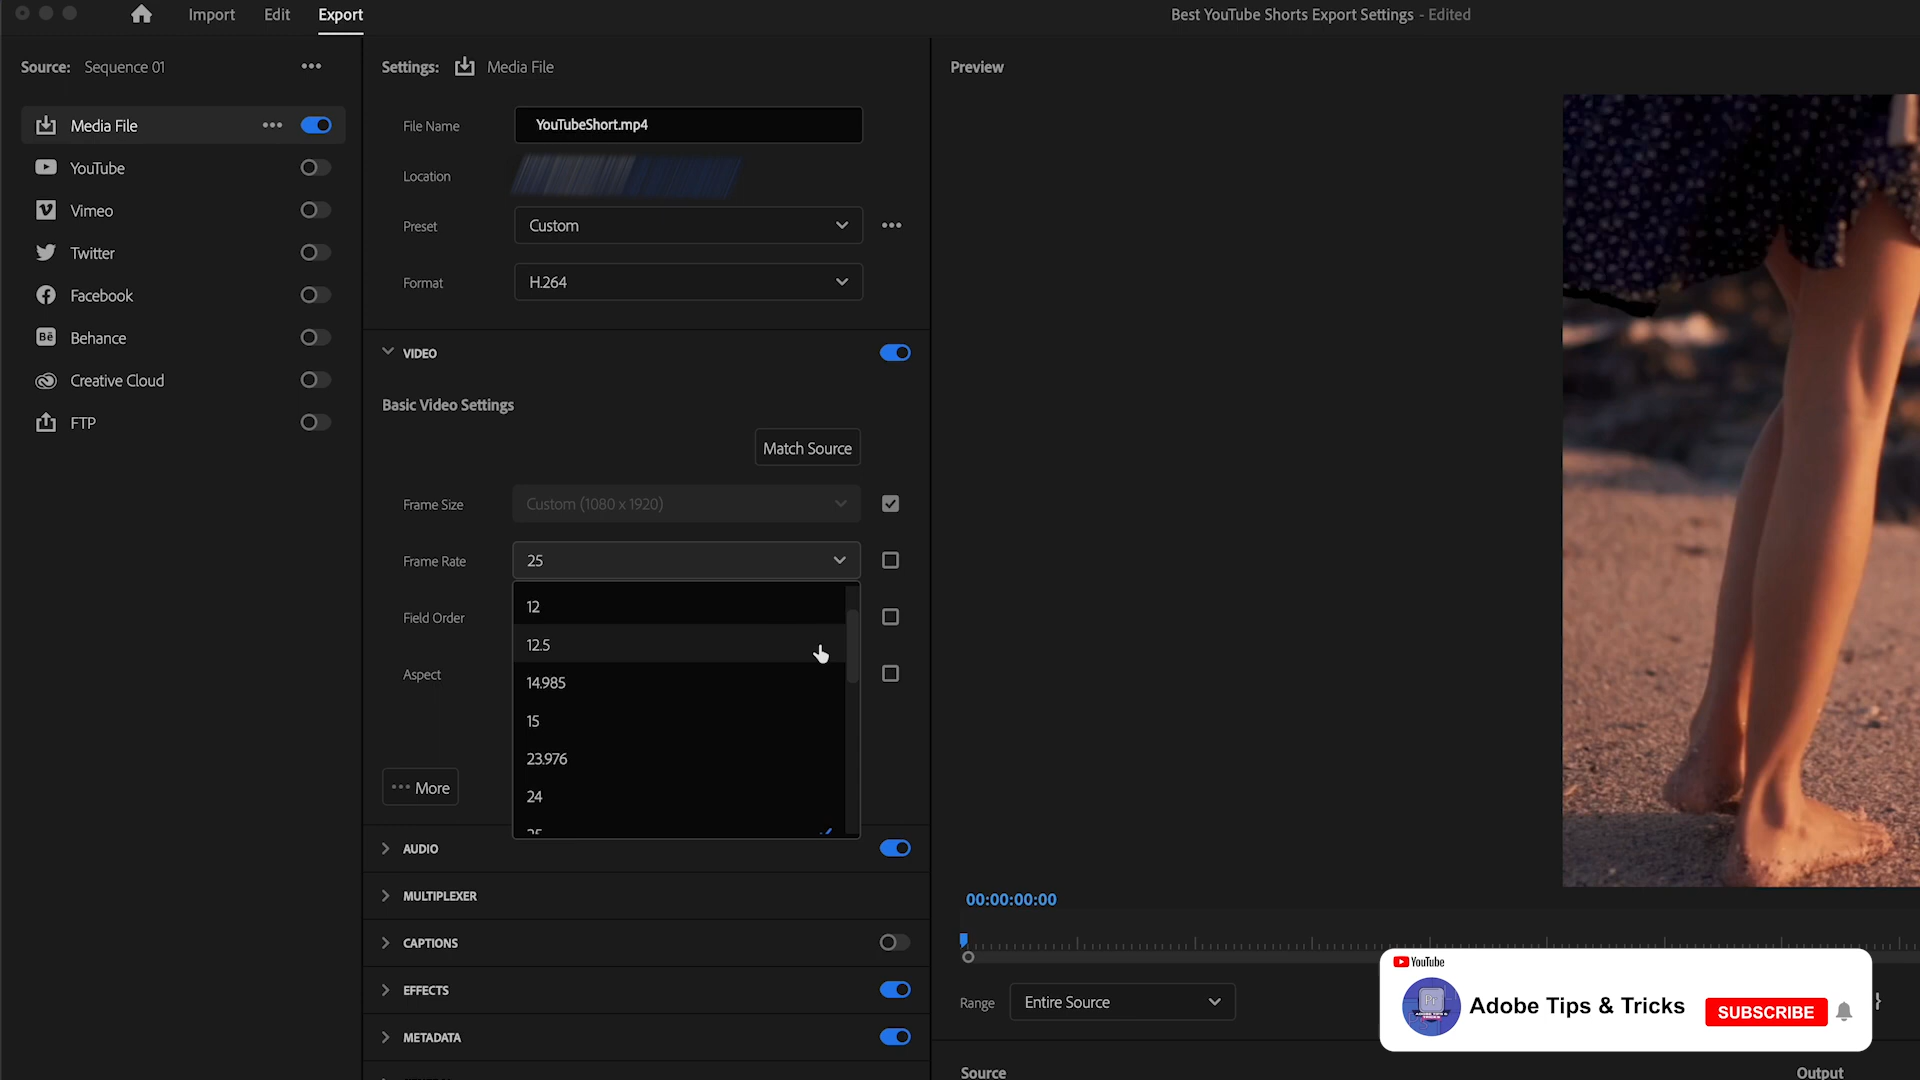 Import
Edit
Export
Best YouTube Shorts Export Settings - Edited
Source: Sequence 01
•••
Media File
•••
YouTube
Vimeo
Twitter
Facebook
Bē Behance
Creative Cloud
FTP
Settings: Media File
File Name YouTubeShort.mp4
Location
Preset Custom •••
Format H.264
VIDEO
Basic Video Settings
Match Source
Frame Size Custom (1080 x 1920)
Frame Rate 25
Field Order
Aspect
12
12.5
14.985
15
23.976
24
25
••• More
AUDIO
MULTIPLEXER
CAPTIONS
EFFECTS
METADATA
Preview
00:00:00:00
Range Entire Source
Source
Output
YouTube
Pr
Adobe Tips & Tricks
SUBSCRIBE